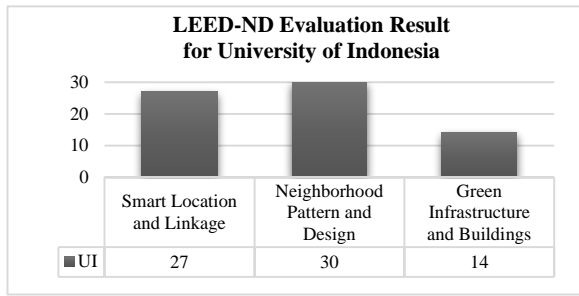 LEED-ND Evaluation Result
for University of Indonesia
30
20
10
0
Smart Location
and Linkage
Neighborhood
Pattern and
Design
Green
Infrastructure
and Buildings
UI 27 30 14